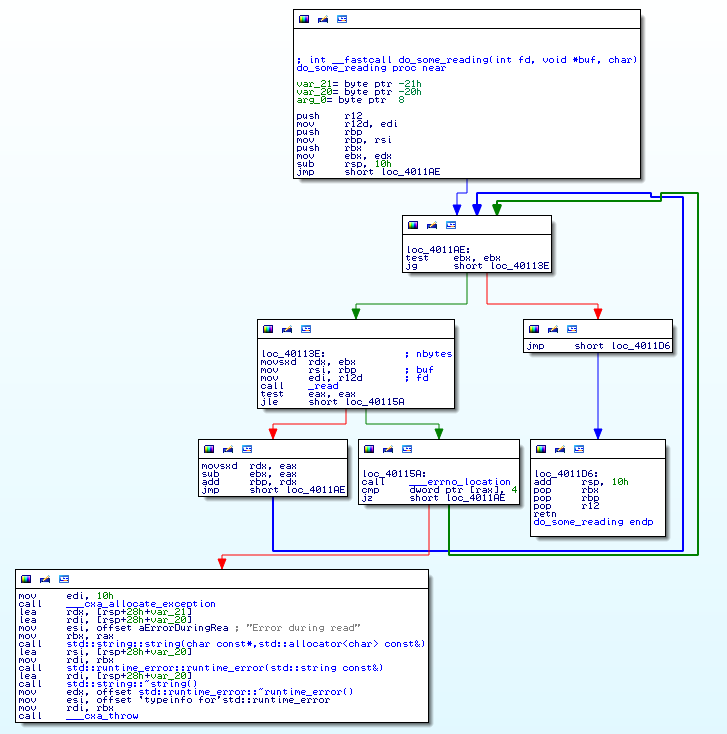 ; int __fastcall do_some_reading(int fd, void *buf, char)
do_some_reading proc near
var_21= byte ptr -21h
var_20= byte ptr -20h
arg_0= byte ptr  8
push    r12
mov     r12d, edi
push    rbp
mov     rbp, rsi
push    rbx
mov     ebx, edx
sub     rsp, 10h
jmp     short loc_4011AE
loc_4011AE:
test    ebx, ebx
jg      short loc_40113E
loc_40113E:             ; nbytes
movsxd  rdx, ebx
mov     rsi, rbp        ; buf
mov     edi, r12d       ; fd
call    _read
test    eax, eax
jle     short loc_40115A
jmp     short loc_4011D6
movsxd  rdx, eax
sub     ebx, eax
add     rbp, rdx
jmp     short loc_4011AE
loc_40115A:
call    ___errno_location
cmp     dword ptr [rax], 4
jz      short loc_4011AE
loc_4011D6:
add     rsp, 10h
pop     rbx
pop     rbp
pop     r12
retn
do_some_reading endp
mov     edi, 10h
call    ___cxa_allocate_exception
lea     rdx, [rsp+28h+var_21]
lea     rdi, [rsp+28h+var_20]
mov     esi, offset aErrorDuringRea ; "Error during read"
mov     rbx, rax
call    std::string::string(char const*,std::allocator<char> const&)
lea     rsi, [rsp+28h+var_20]
mov     rdi, rbx
call    std::runtime_error::runtime_error(std::string const&)
lea     rdi, [rsp+28h+var_20]
call    std::string::~string()
mov     edx, offset std::runtime_error::~runtime_error()
mov     esi, offset `typeinfo for'std::runtime_error
mov     rdi, rbx
call    ___cxa_throw